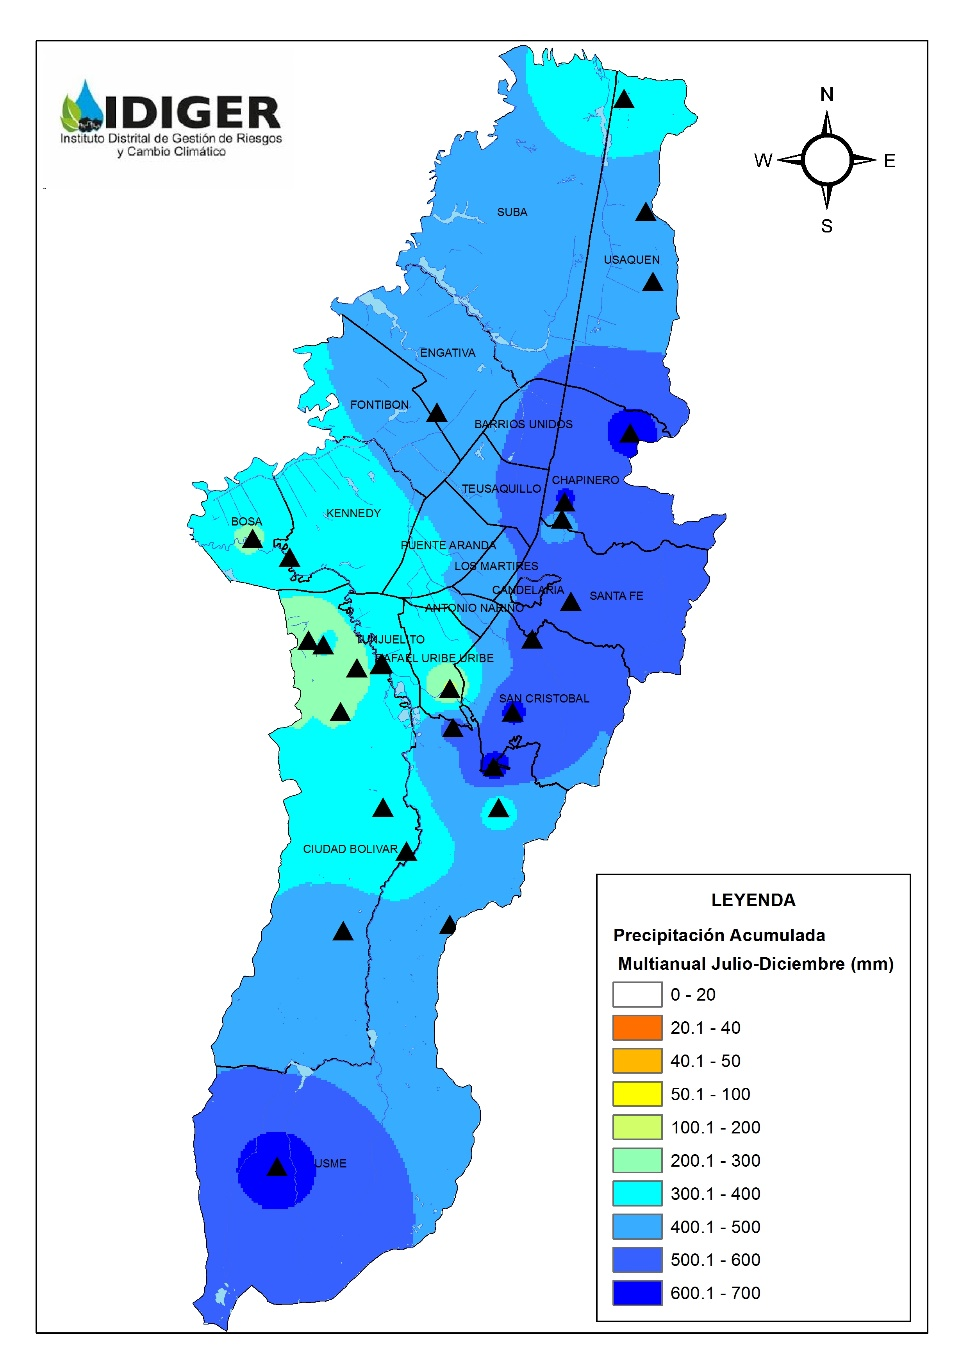 IDIGER
Instituto Distrital de Gestión de Riesgos
y Cambio Climático
N
W
E
S
SUBA
USAQUEN
ENGATIVA
FONTIBON
BARRIOS UNIDOS
CHAPINERO
TEUSAQUILLO
KENNEDY
BOSA
PUENTE ARANDA
LOS MARTIRES
CANDELARIA
SANTA FE
ANTONIO NARIÑO
TUNJUELITO
RAFAEL URIBE URIBE
SAN CRISTOBAL
CIUDAD BOLIVAR
USME
LEYENDA
Precipitación Acumulada
Multianual Julio-Diciembre (mm)
0 - 20
20.1 - 40
40.1 - 50
50.1 - 100
100.1 - 200
200.1 - 300
300.1 - 400
400.1 - 500
500.1 - 600
600.1 - 700